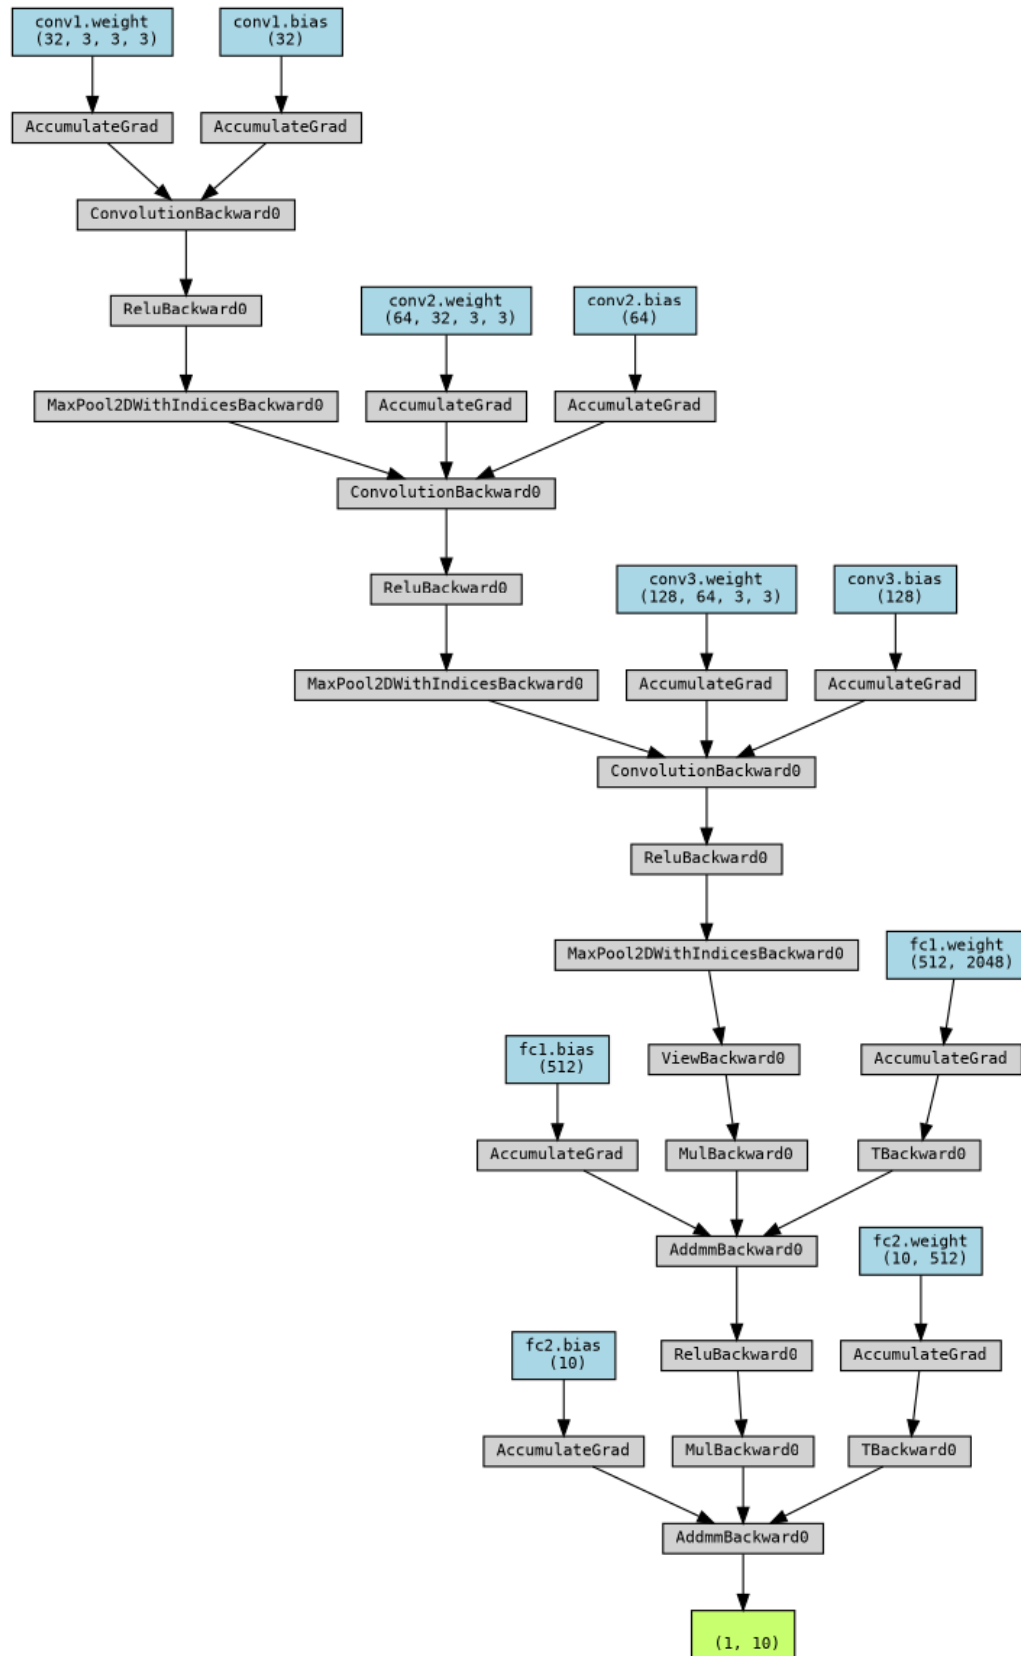 conv1.weight
(32, 3, 3, 3)
conv1.bias
(32)
AccumulateGrad
AccumulateGrad
ConvolutionBackward0
ReluBackward0
conv2.weight
(64, 32, 3, 3)
conv2.bias
(64)
MaxPool2DWithIndicesBackward0
AccumulateGrad
AccumulateGrad
ConvolutionBackward0
ReluBackward0
conv3.weight
(128, 64, 3, 3)
conv3.bias
(128)
MaxPool2DWithIndicesBackward0
AccumulateGrad
AccumulateGrad
ConvolutionBackward0
ReluBackward0
MaxPool2DWithIndicesBackward0
fc1.weight
(512, 2048)
fc1.bias
(512)
ViewBackward0
AccumulateGrad
AccumulateGrad
MulBackward0
TBackward0
AddmmBackward0
fc2.weight
(10, 512)
fc2.bias
(10)
ReluBackward0
AccumulateGrad
AccumulateGrad
MulBackward0
TBackward0
AddmmBackward0
(1, 10)